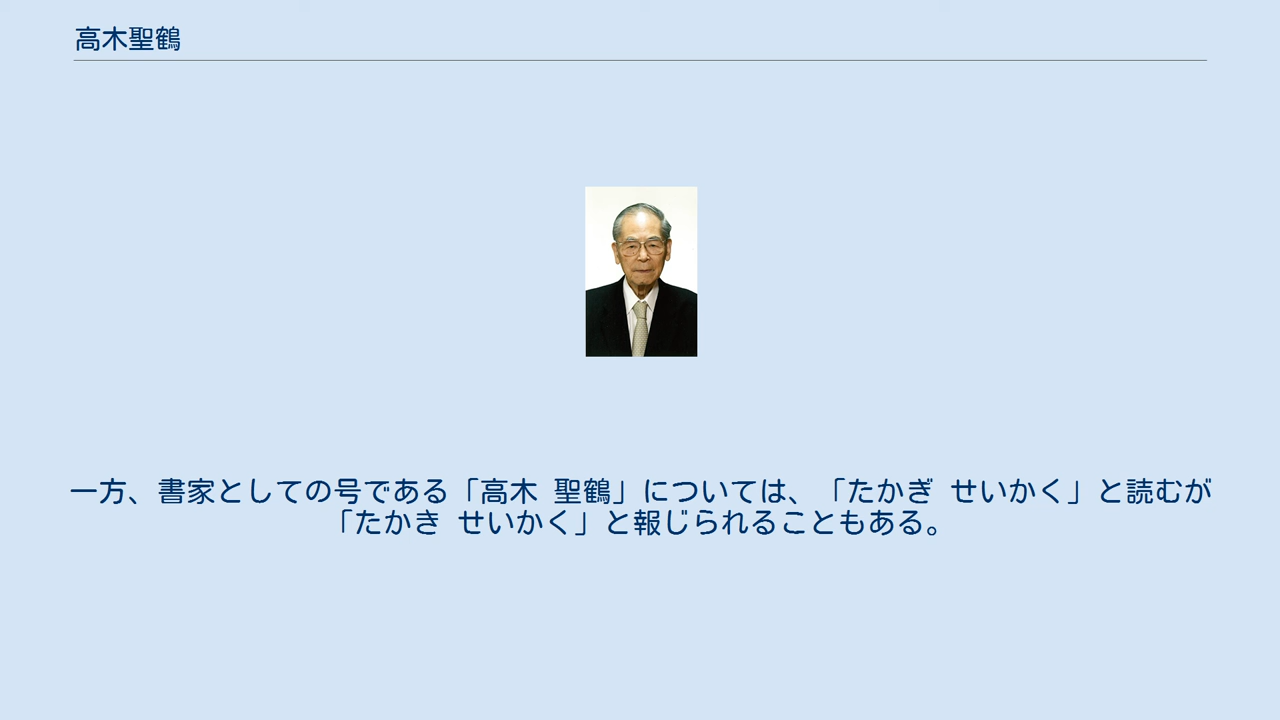 高木聖鶴
一方、書家としての号である「高木 聖鶴」については、「たかぎ せいかく」と読むが
「たかき せいかく」と報じられることもある。